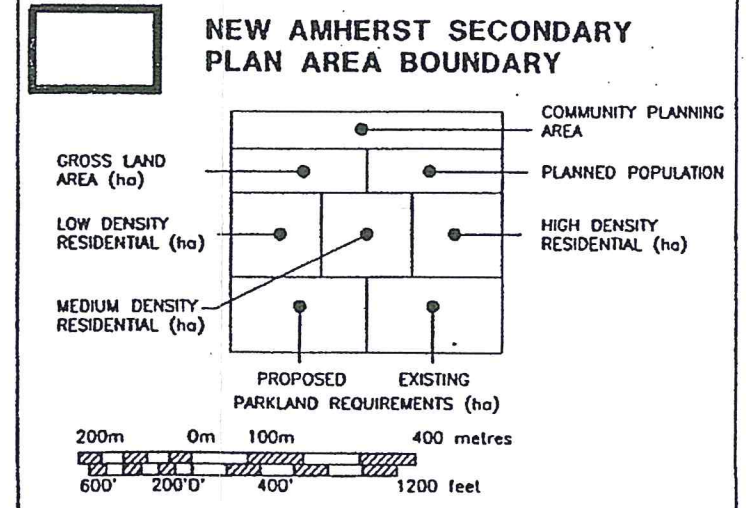 NEW AMHERST SECONDARY
PLAN AREA BOUNDARY
COMMUNITY PLANNING
AREA
GROSS LAND
AREA (ha)
PLANNED POPULATION
LOW DENSITY
RESIDENTIAL (ha)
HIGH DENSITY
RESIDENTIAL (ha)
MEDIUM DENSITY
RESIDENTIAL (ha)
PROPOSED EXISTING
PARKLAND REQUIREMENTS (ha)
200m 0m 100m 400 metres
600' 200'0' 400' 1200 feet